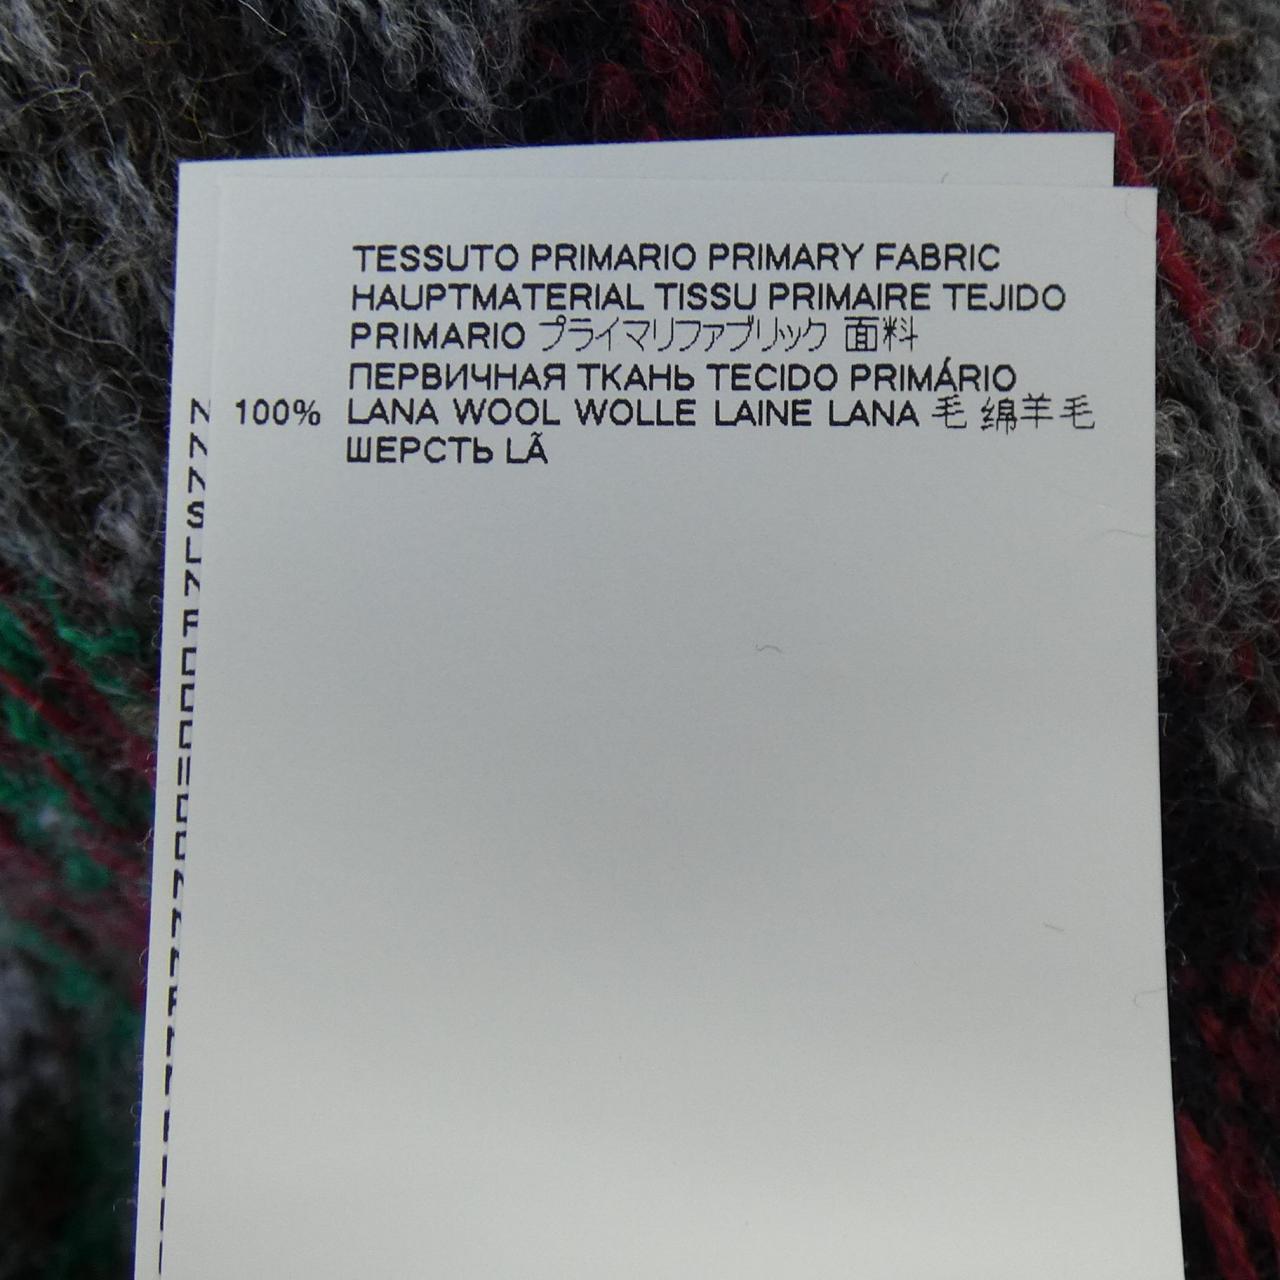 TESSUTO PRIMARIO PRIMARY FABRIC
HAUPTMATERIAL TISSU PRIMAIRE TEJIDO
PRIMARIO プライマリファブリック 面料
ПЕРВИЧНАЯ ТКАНЬ TECIDO PRIMÁRIO
100% LANA WOOL WOLLE LAINE LANA 毛 绵羊毛
ШЕРСТЬ LÃ